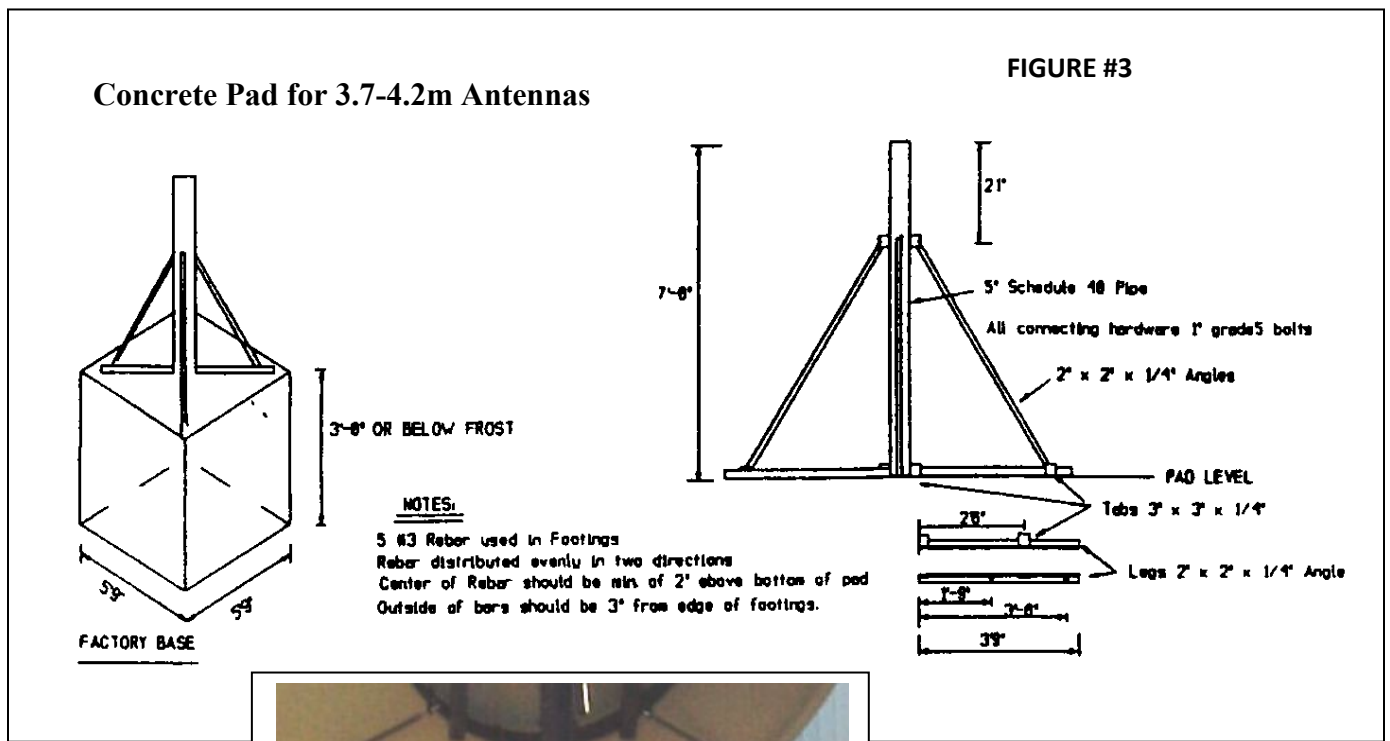 FIGURE #3
Concrete Pad for 3.7-4.2m Antennas
21"
7'-6"
5" Schedule 40 Pipe
All connecting hardware 1" grade5 bolts
2" x 2" x 1/4" Angles
3'-6" OR BELOW FROST
PAD LEVEL
NOTES:
5 #3 Rebar used in Footings
Rebar distributed evenly in two directions
Center of Rebar should be min of 2" above bottom of pad
Outside of bars should be 3" from edge of footings.
Tabs 3" x 3" x 1/4"
2'6"
Legs 2" x 2" x 1/4" Angle
1'-9"
3'-6"
3'9"
5'9"
5'9"
FACTORY BASE